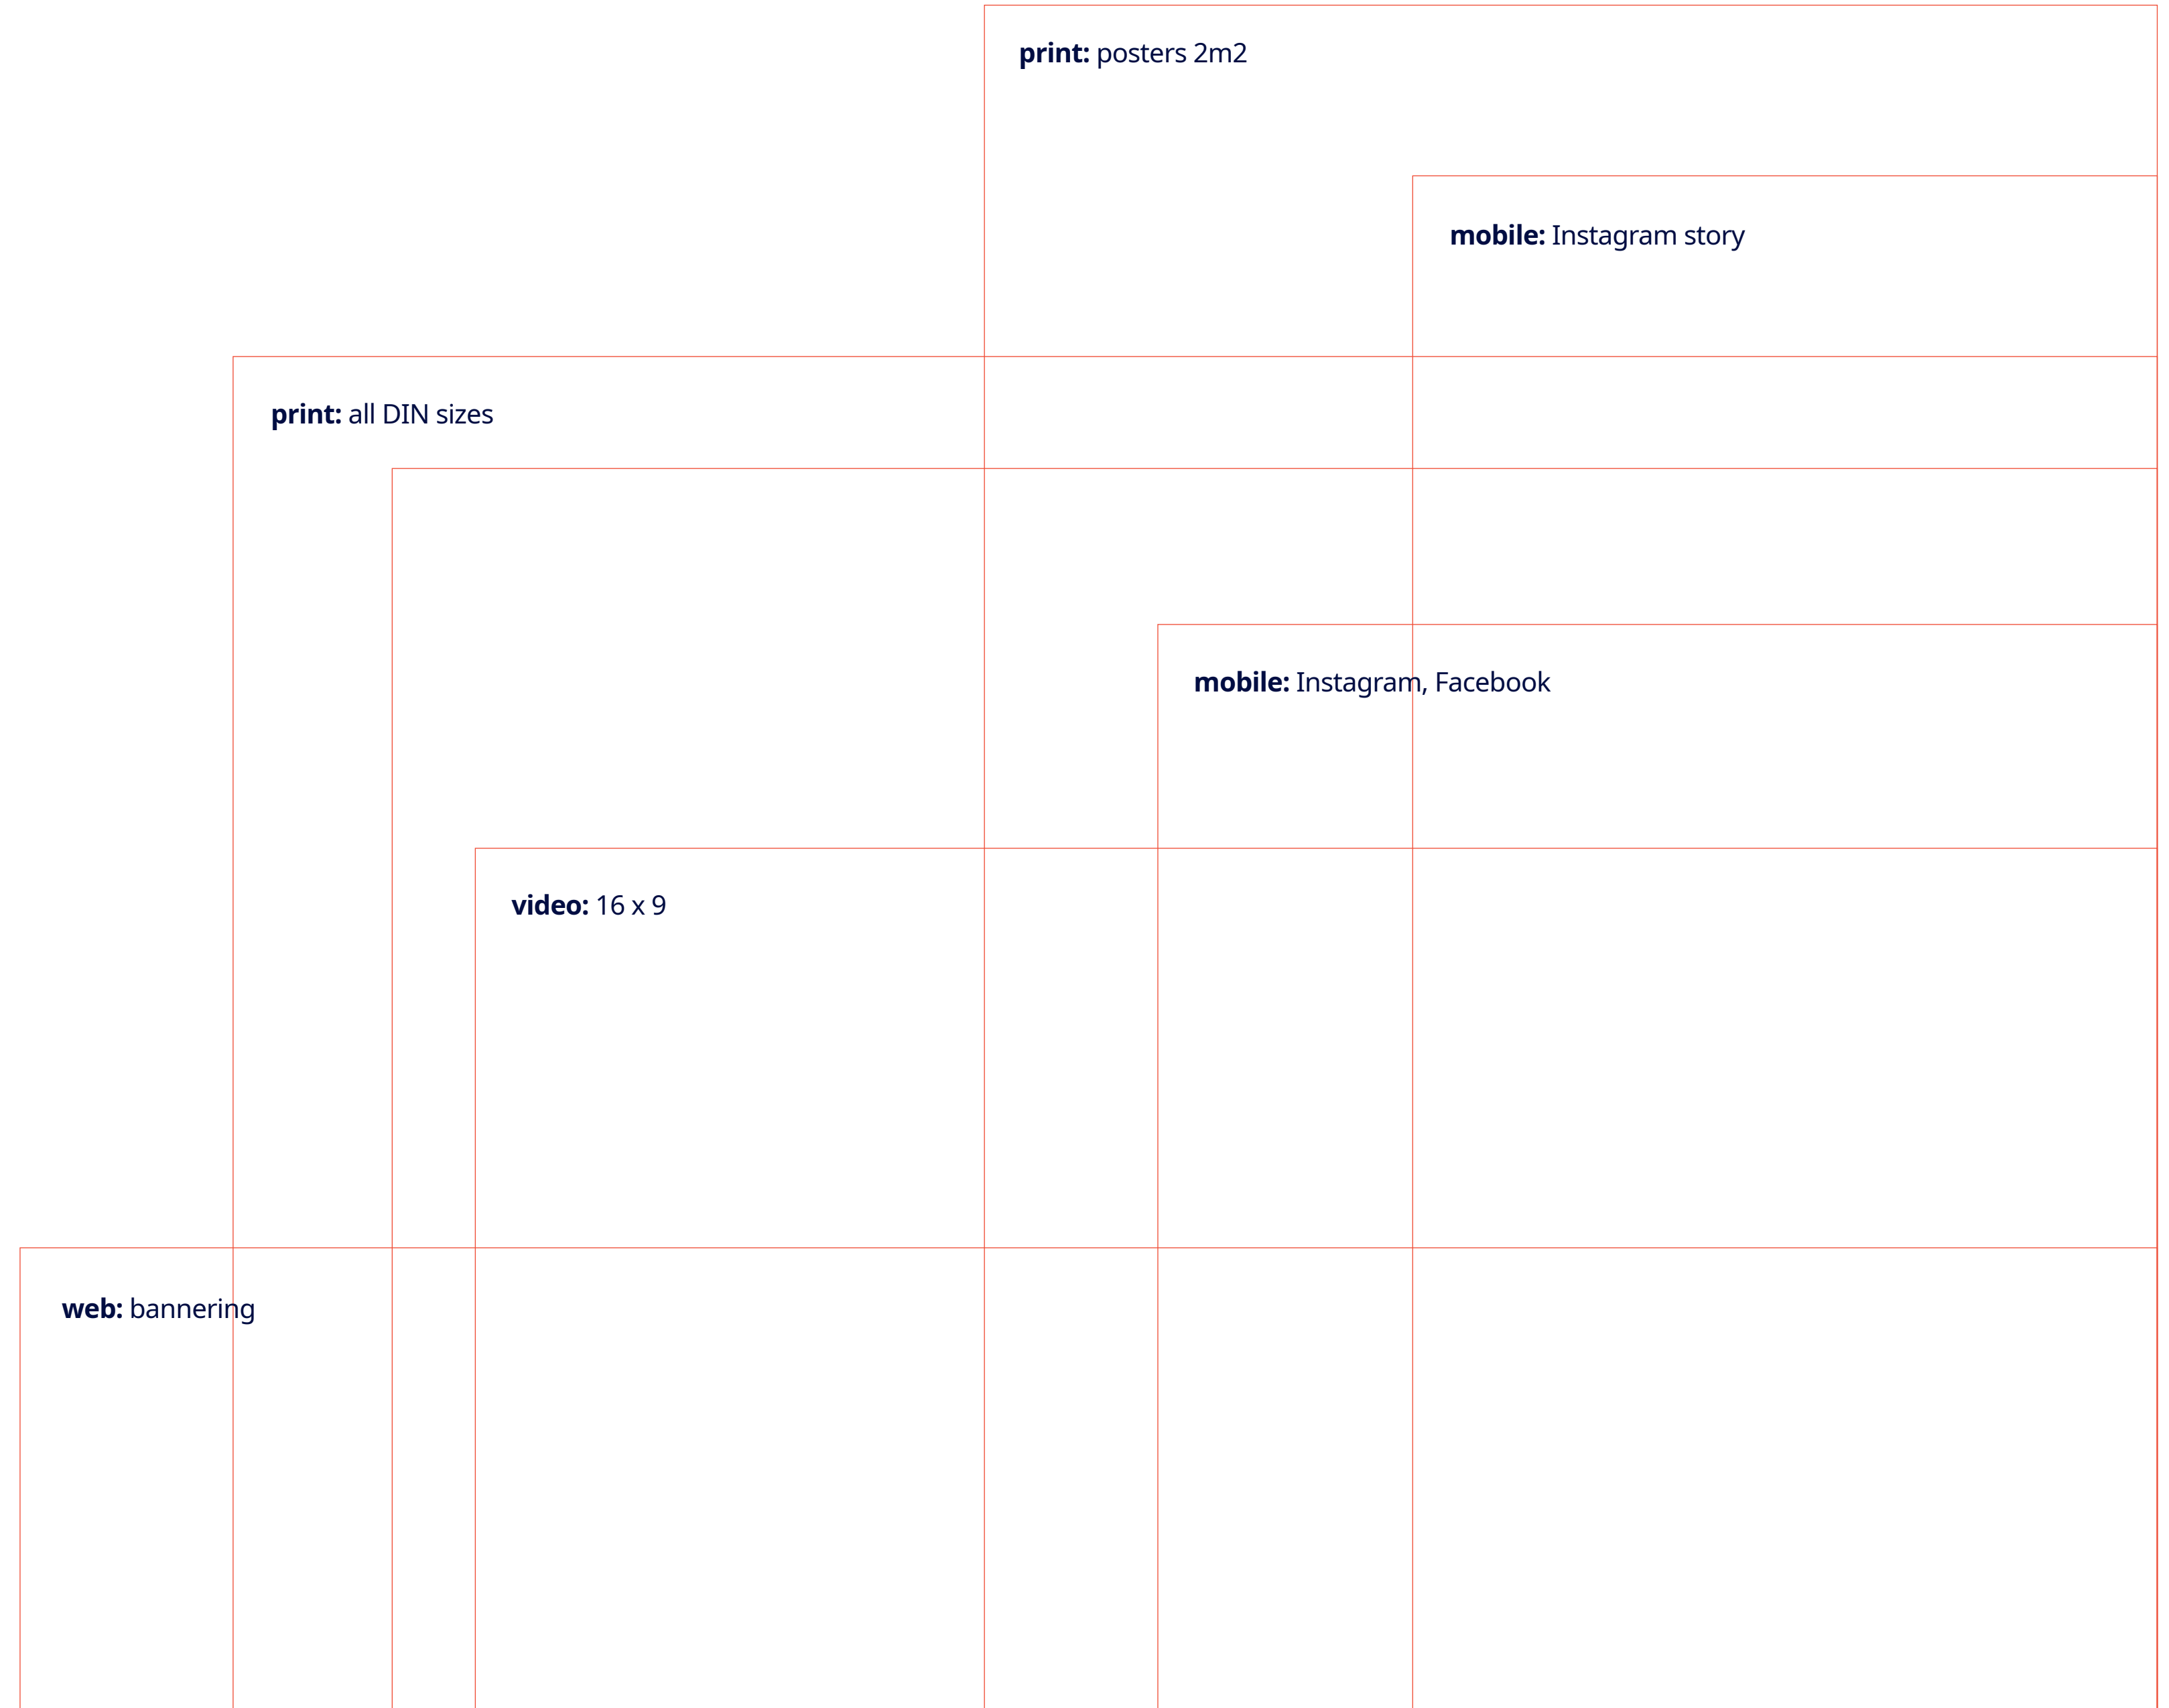 print: posters 2m2
mobile: Instagram story
print: all DIN sizes
mobile: Instagram, Facebook
video: 16 x 9
web: bannering